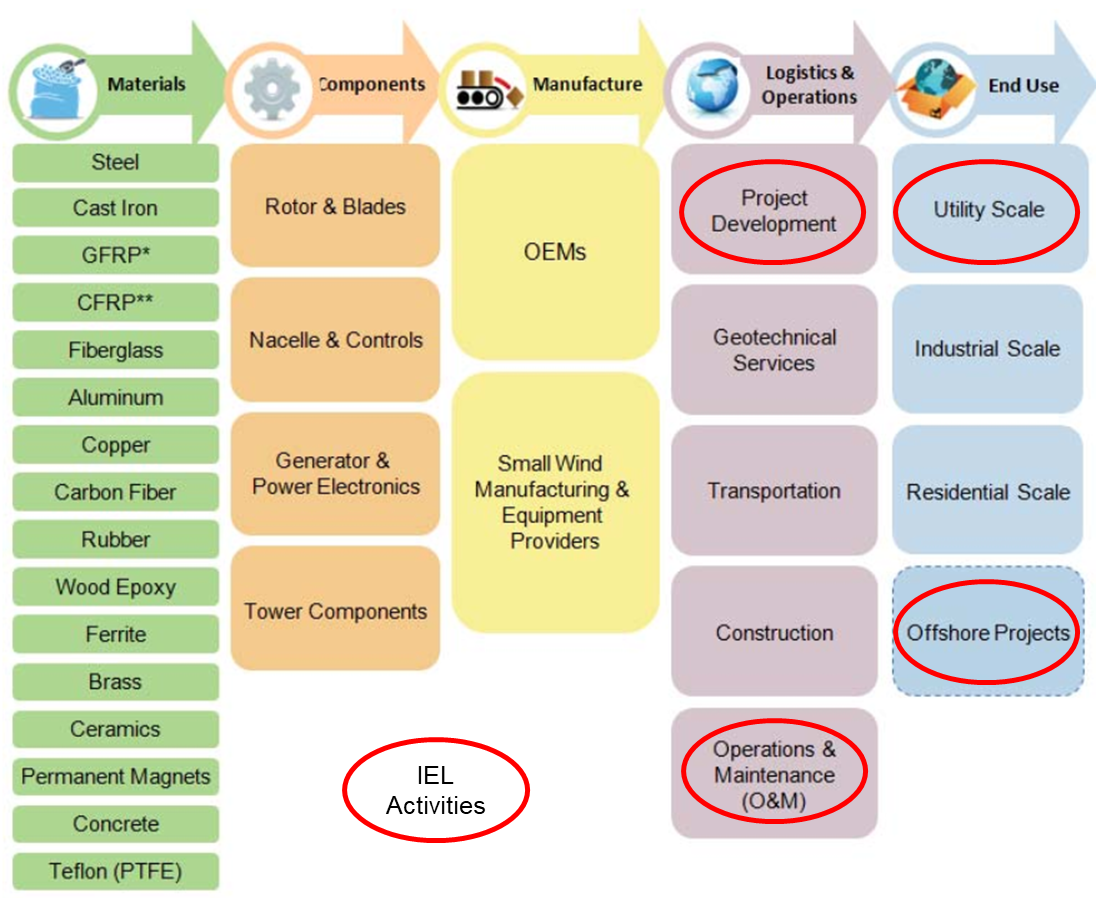 Materials
Components
Manufacture
Logistics &
Operations
End Use
Steel
Cast Iron
GFRP*
CFRP**
Fiberglass
Aluminum
Copper
Carbon Fiber
Rubber
Wood Epoxy
Ferrite
Brass
Ceramics
Permanent Magnets
Concrete
Teflon (PTFE)
Rotor & Blades
Nacelle & Controls
Generator &
Power Electronics
Tower Components
OEMs
Small Wind
Manufacturing &
Equipment
Providers
Project
Development
Geotechnical
Services
Transportation
Construction
Operations &
Maintenance
(O&M)
Utility Scale
Industrial Scale
Residential Scale
Offshore Projects
IEL
Activities